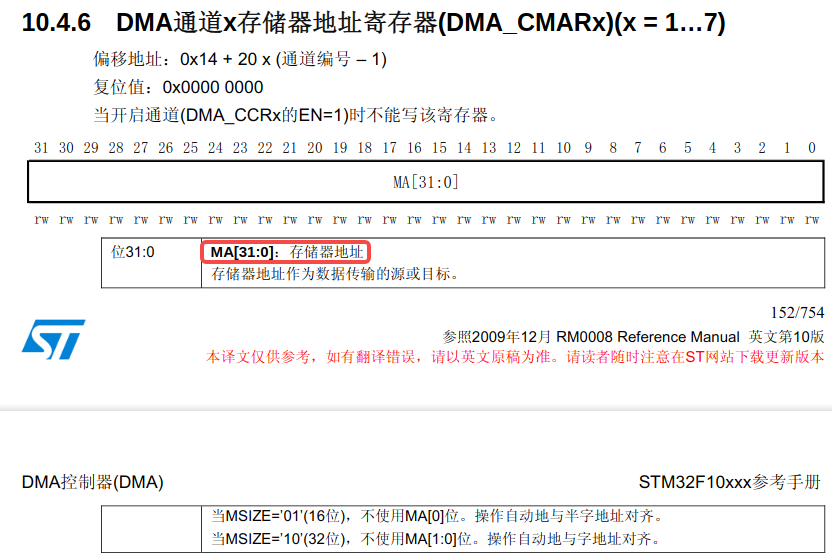 10.4.6 DMA通道x存储器地址寄存器(DMA_CMARx)(x = 1…7)
偏移地址：0x14 + 20 x (通道编号 – 1)
复位值：0x0000 0000
当开启通道(DMA_CCRx的EN=1)时不能写该寄存器。
31 30 29 28 27 26 25 24 23 22 21 20 19 18 17 16 15 14 13 12 11 10 9 8 7 6 5 4 3 2 1 0
MA[31:0]
rw rw rw rw rw rw rw rw rw rw rw rw rw rw rw rw rw rw rw rw rw rw rw rw rw rw rw rw rw rw rw rw
位31:0 MA[31:0]：存储器地址
存储器地址作为数据传输的源或目标。
152/754
ST
参照2009年12月 RM0008 Reference Manual 英文第10版
本译文仅供参考，如有翻译错误，请以英文原稿为准。请读者随时注意在ST网站下载更新版本
DMA控制器(DMA) STM32F10xxx参考手册
当MSIZE='01'(16位)，不使用MA[0]位。操作自动地与半字地址对齐。
当MSIZE='10'(32位)，不使用MA[1:0]位。操作自动地与字地址对齐。